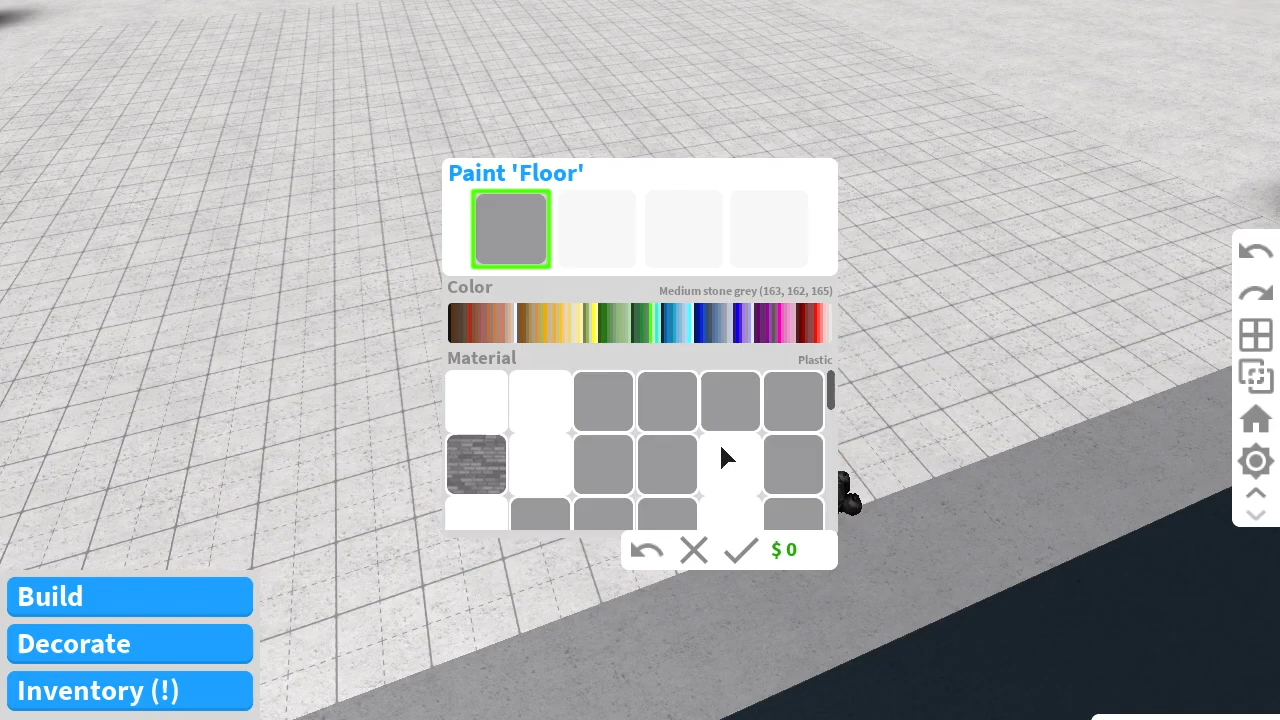 Paint 'Floor'
Color
Medium stone grey (163, 162, 165)
Material
Plastic
$ 0
Build
Decorate
Inventory (!)